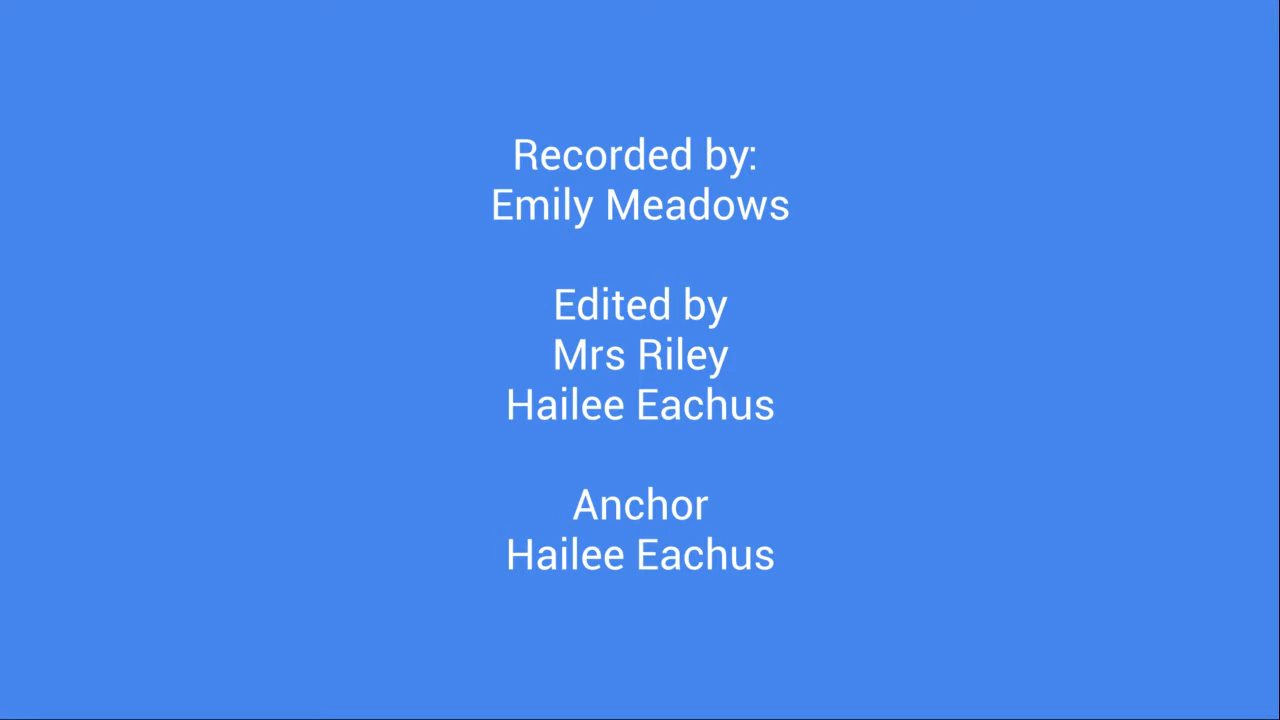 Recorded by:
Emily Meadows
Edited by
Mrs Riley
Hailee Eachus
Anchor
Hailee Eachus